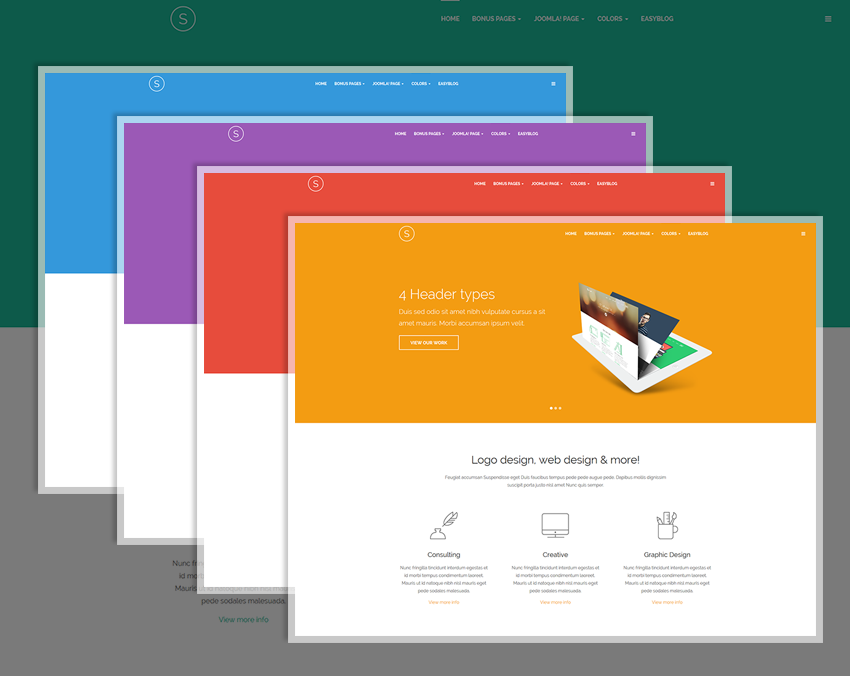 S
HOME BONUS PAGES JOOMLA! PAGE COLORS EASYBLOG
S
HOME BONUS PAGES JOOMLA! PAGE COLORS EASYBLOG
S
HOME BONUS PAGES JOOMLA! PAGE COLORS EASYBLOG
S
HOME BONUS PAGES JOOMLA! PAGE COLORS EASYBLOG
S
HOME BONUS PAGES JOOMLA! PAGE COLORS EASYBLOG
4 Header types
Duis sed odio sit amet nibh vulputate cursus a sit
amet mauris. Morbi accumsan ipsum velit.
VIEW OUR WORK
Logo design, web design & more!
Feugiat accumsan Suspendisse eget Duis faucibus tempus pede pede augue pede. Dapibus mollis dignissim
suscipit porta justo nisl amet Nunc quis semper.
Consulting
Creative
Graphic Design
Nunc fringilla tincidunt interdum egestas et
id morbi tempus condimentum laoreet.
Mauris ut id natoque nibh nisl mauris eget
pede sodales malesuada.
View more info
Nunc fringilla tincidunt interdum egestas et
id morbi tempus condimentum laoreet.
Mauris ut id natoque nibh nisl mauris eget
pede sodales malesuada.
View more info
Nunc fringilla tincidunt interdum egestas et
id morbi tempus condimentum laoreet.
Mauris ut id natoque nibh nisl mauris eget
pede sodales malesuada.
View more info
Nunc
id
Mauris
pede sodales malesuada.
View more info